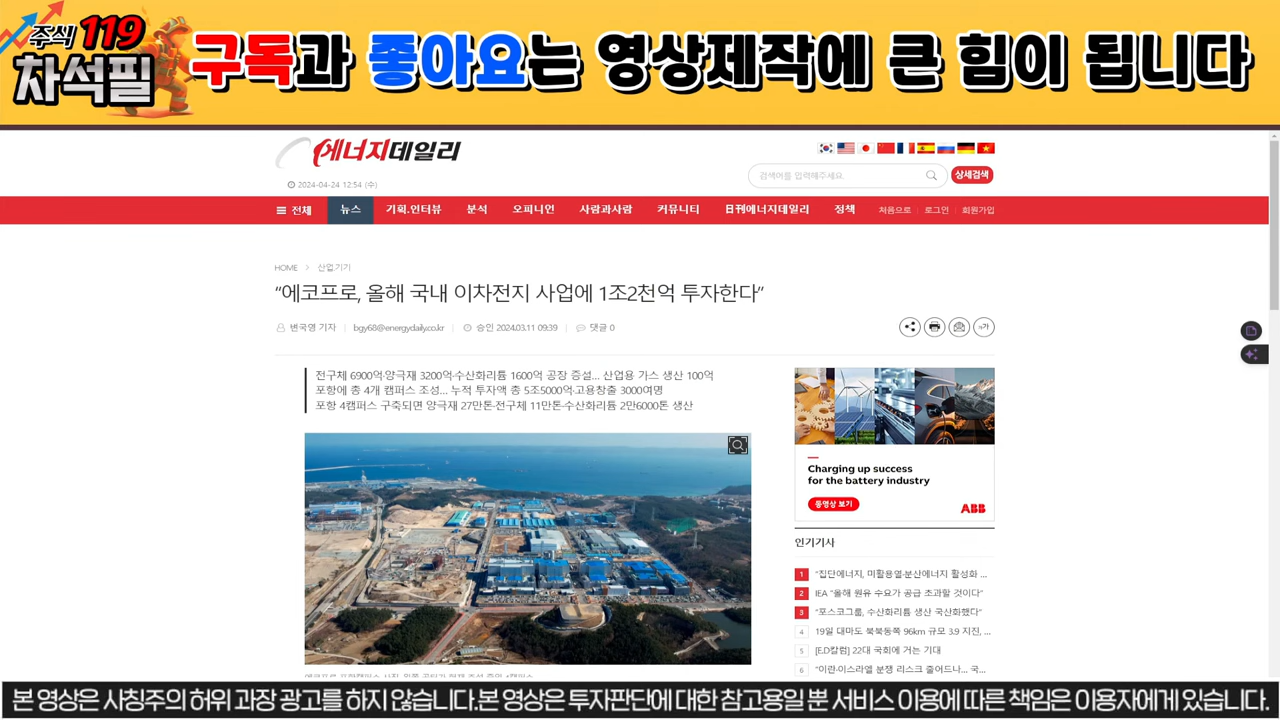 주식 119
차석필
구독과 좋아요는 영상제작에 큰 힘이 됩니다
에너지데일리
2024-04-24 12:54 (수)
검색어를 입력해주세요.
상세검색
전체
뉴스
기획.인터뷰
분석
오피니언
사람과사람
커뮤니티
日刊에너지데일리
정책
처음으로
로그인
회원가입
HOME > 산업.기기
“에코프로, 올해 국내 이차전지 사업에 1조2천억 투자한다”
변국영 기자
bgy68@energydaily.co.kr
승인 2024.03.11 09:39
댓글 0
가
전구체 6900억·양극재 3200억·수산화리튬 1600억 공장 증설... 산업용 가스 생산 100억
포항에 총 4개 캠퍼스 조성... 누적 투자액 총 5조5000억·고용창출 3000여명
포항 4캠퍼스 구축되면 양극재 27만톤·전구체 11만톤·수산화리튬 2만6000톤 생산
Charging up success
for the battery industry
동영상 보기
ABB
인기기사
1 “집단에너지, 미활용열·분산에너지 활성화 ...
2 IEA “올해 원유 수요가 공급 초과할 것이다”
3 “포스코그룹, 수산화리튬 생산 국산화했다”
4 19일 대마도 북북동쪽 96km 규모 3.9 지진, ...
5 [E.D칼럼] 22대 국회에 거는 기대
6 “이란·이스라엘 분쟁 리스크 줄어드나... 국...
본 영상은 사칭주의 허위 과장 광고를 하지 않습니다.본 영상은 투자판단에 대한 참고용일 뿐 서비스 이용에 따른 책임은 이용자에게 있습니다.